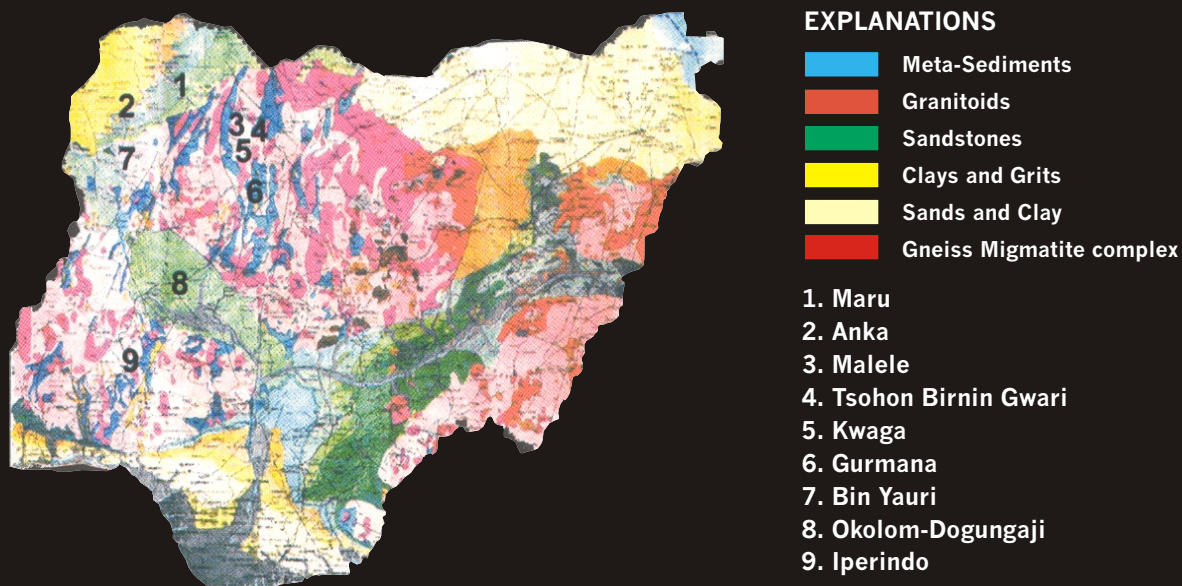 1
2
3
4
5
6
7
8
9
EXPLANATIONS
Meta-Sediments
Granitoids
Sandstones
Clays and Grits
Sands and Clay
Gneiss Migmatite complex
1. Maru
2. Anka
3. Malele
4. Tsohon Birnin Gwari
5. Kwaga
6. Gurmana
7. Bin Yauri
8. Okolom-Dogungaji
9. Iperindo